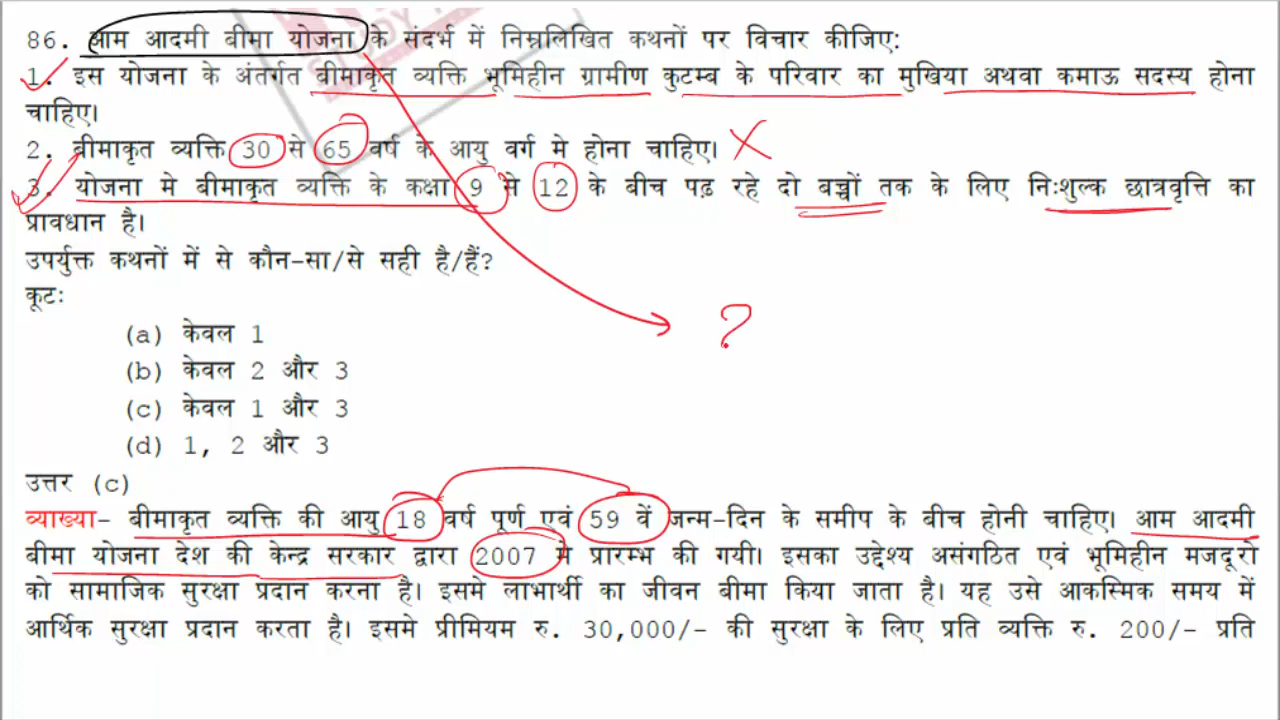 86. आम आदमी बीमा योजना के संदर्भ में निम्नलिखित कथनों पर विचार कीजिए:
1. इस योजना के अंतर्गत बीमाकृत व्यक्ति भूमिहीन ग्रामीण कुटम्ब के परिवार का मुखिया अथवा कमाऊ सदस्य होना
चाहिए।
2. बीमाकृत व्यक्ति 30 से 65 वर्ष के आयु वर्ग मे होना चाहिए।
3. योजना मे बीमाकृत व्यक्ति के कक्षा 9 से 12 के बीच पढ़ रहे दो बच्चों तक के लिए निःशुल्क छात्रवृत्ति का
प्रावधान है।
उपर्युक्त कथनों में से कौन-सा/से सही है/हैं?
कूटः
(a) केवल 1
?
(b) केवल 2 और 3
(c) केवल 1 और 3
(d) 1, 2 और 3
उत्तर (c)
व्याख्या- बीमाकृत व्यक्ति की आयु 18 वर्ष पूर्ण एवं 59 वें जन्म-दिन के समीप के बीच होनी चाहिए। आम आदमी
बीमा योजना देश की केन्द्र सरकार द्वारा 2007 मे प्रारम्भ की गयी। इसका उद्देश्य असंगठित एवं भूमिहीन मजदूरो
को सामाजिक सुरक्षा प्रदान करना है। इसमे लाभार्थी का जीवन बीमा किया जाता है। यह उसे आकस्मिक समय में
आर्थिक सुरक्षा प्रदान करता है। इसमे प्रीमियम रु. 30,000/- की सुरक्षा के लिए प्रति व्यक्ति रु. 200/- प्रति